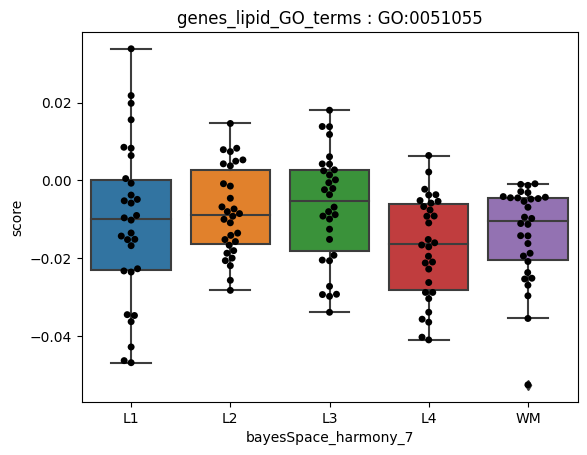 genes_lipid_GO_terms : GO:0051055
0.02
0.00
−0.02
−0.04
score
L1 L2 L3 L4 WM
bayesSpace_harmony_7